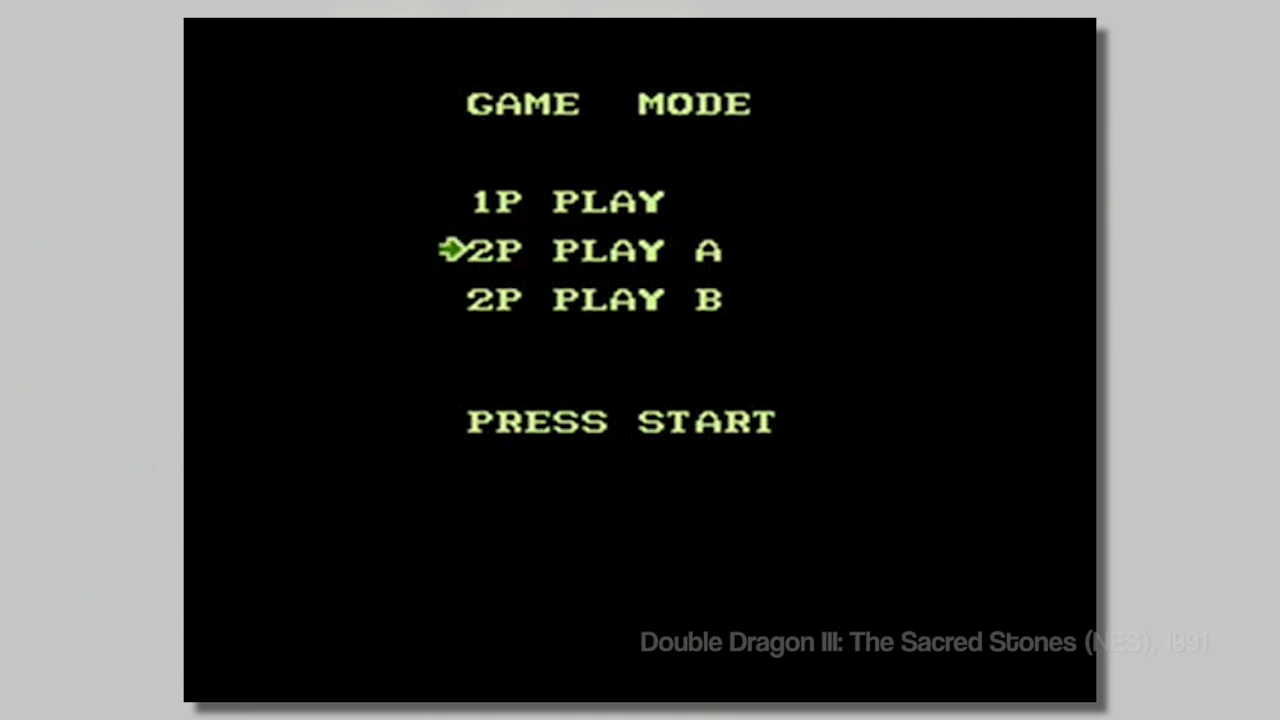 GAME MODE
1P PLAY
2P PLAY A
2P PLAY B
PRESS START
Double Dragon III: The Sacred Stones (NES), 1991